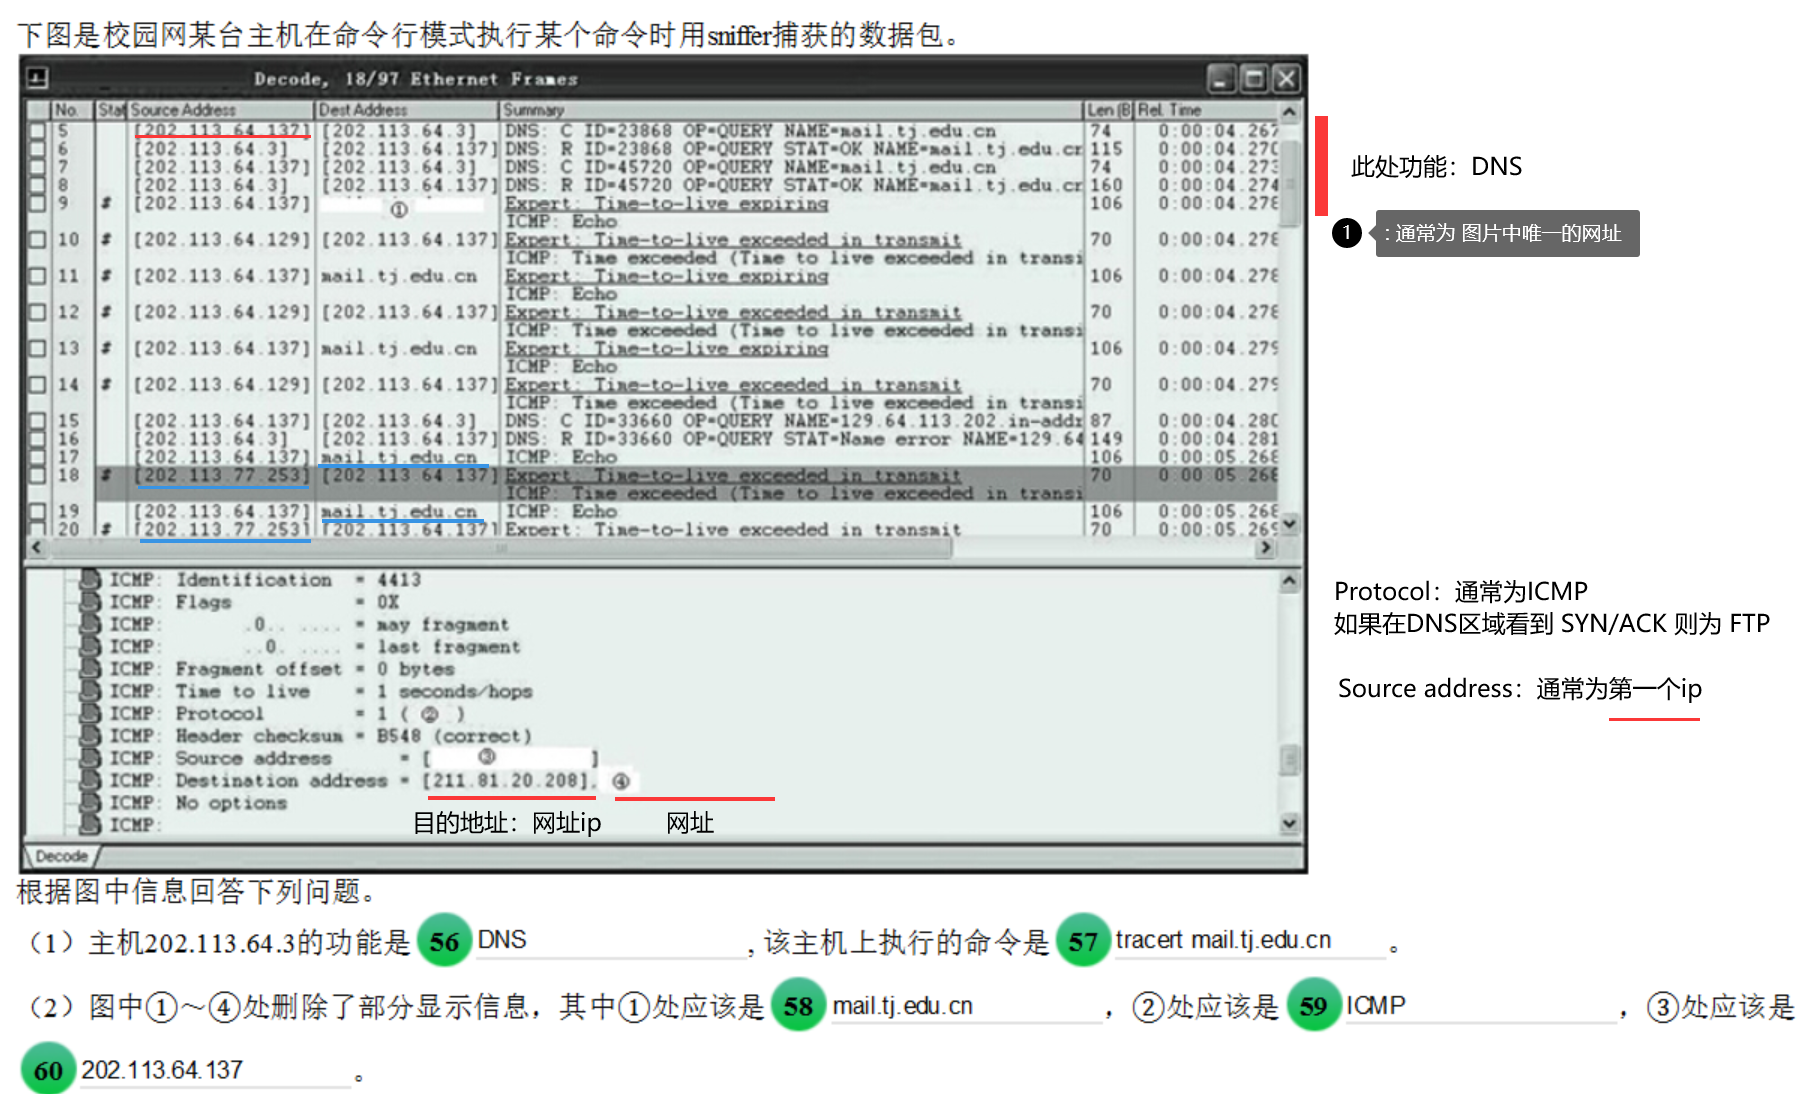 下图是校园网某台主机在命令行模式执行某个命令时用sniffer捕获的数据包。
Decode, 18/97 Ethernet Frames
No. Stat Source Address Dest Address Summary Len (B Rel. Time
5 [202.113.64.137] [202.113.64.3] DNS: C ID=23868 OP=QUERY NAME=mail.tj.edu.cn 74 0:00:04.267
6 [202.113.64.3] [202.113.64.137] DNS: R ID=23868 OP=QUERY STAT=OK NAME=mail.tj.edu.cr 115 0:00:04.270
7 [202.113.64.137] [202.113.64.3] DNS: C ID=45720 OP=QUERY NAME=mail.tj.edu.cn 74 0:00:04.273
8 [202.113.64.3] [202.113.64.137] DNS: R ID=45720 OP=QUERY STAT=OK NAME=mail.tj.edu.cr 160 0:00:04.274
9 # [202.113.64.137] ① Expert: Time-to-live expiring 106 0:00:04.278
ICMP: Echo
10 # [202.113.64.129] [202.113.64.137] Expert: Time-to-live exceeded in transmit 70 0:00:04.278
ICMP: Time exceeded (Time to live exceeded in transi
11 # [202.113.64.137] mail.tj.edu.cn Expert: Time-to-live expiring 106 0:00:04.278
ICMP: Echo
12 # [202.113.64.129] [202.113.64.137] Expert: Time-to-live exceeded in transmit 70 0:00:04.278
ICMP: Time exceeded (Time to live exceeded in transi
13 # [202.113.64.137] mail.tj.edu.cn Expert: Time-to-live expiring 106 0:00:04.279
ICMP: Echo
14 # [202.113.64.129] [202.113.64.137] Expert: Time-to-live exceeded in transmit 70 0:00:04.279
ICMP: Time exceeded (Time to live exceeded in transi
15 [202.113.64.137] [202.113.64.3] DNS: C ID=33660 OP=QUERY NAME=129.64.113.202.in-addr 87 0:00:04.280
16 [202.113.64.3] [202.113.64.137] DNS: R ID=33660 OP=QUERY STAT=Name error NAME=129.64 149 0:00:04.281
17 [202.113.64.137] mail.tj.edu.cn ICMP: Echo 106 0:00:05.268
18 # [202.113.77.253] [202.113.64.137] Expert: Time-to-live exceeded in transmit 70 0:00:05.268
ICMP: Time exceeded (Time to live exceeded in transi
19 [202.113.64.137] mail.tj.edu.cn ICMP: Echo 106 0:00:05.268
20 # [202.113.77.253] [202.113.64.137] Expert: Time-to-live exceeded in transmit 70 0:00:05.269
此处功能：DNS
1 : 通常为 图片中唯一的网址
ICMP: Identification = 4413
ICMP: Flags = 0X
ICMP: .0.. .... = may fragment
ICMP: ..0. .... = last fragment
ICMP: Fragment offset = 0 bytes
ICMP: Time to live = 1 seconds/hops
ICMP: Protocol = 1 ( ② )
ICMP: Header checksum = B548 (correct)
ICMP: Source address = [ ③ ]
ICMP: Destination address = [211.81.20.208], ④
ICMP: No options
ICMP:
目的地址：网址ip 网址
Decode
Protocol：通常为ICMP
如果在DNS区域看到 SYN/ACK 则为 FTP
Source address：通常为第一个ip
根据图中信息回答下列问题。
（1）主机202.113.64.3的功能是 56 DNS , 该主机上执行的命令是 57 tracert mail.tj.edu.cn 。
（2）图中①～④处删除了部分显示信息，其中①处应该是 58 mail.tj.edu.cn ，②处应该是 59 ICMP ，③处应该是
60 202.113.64.137 。